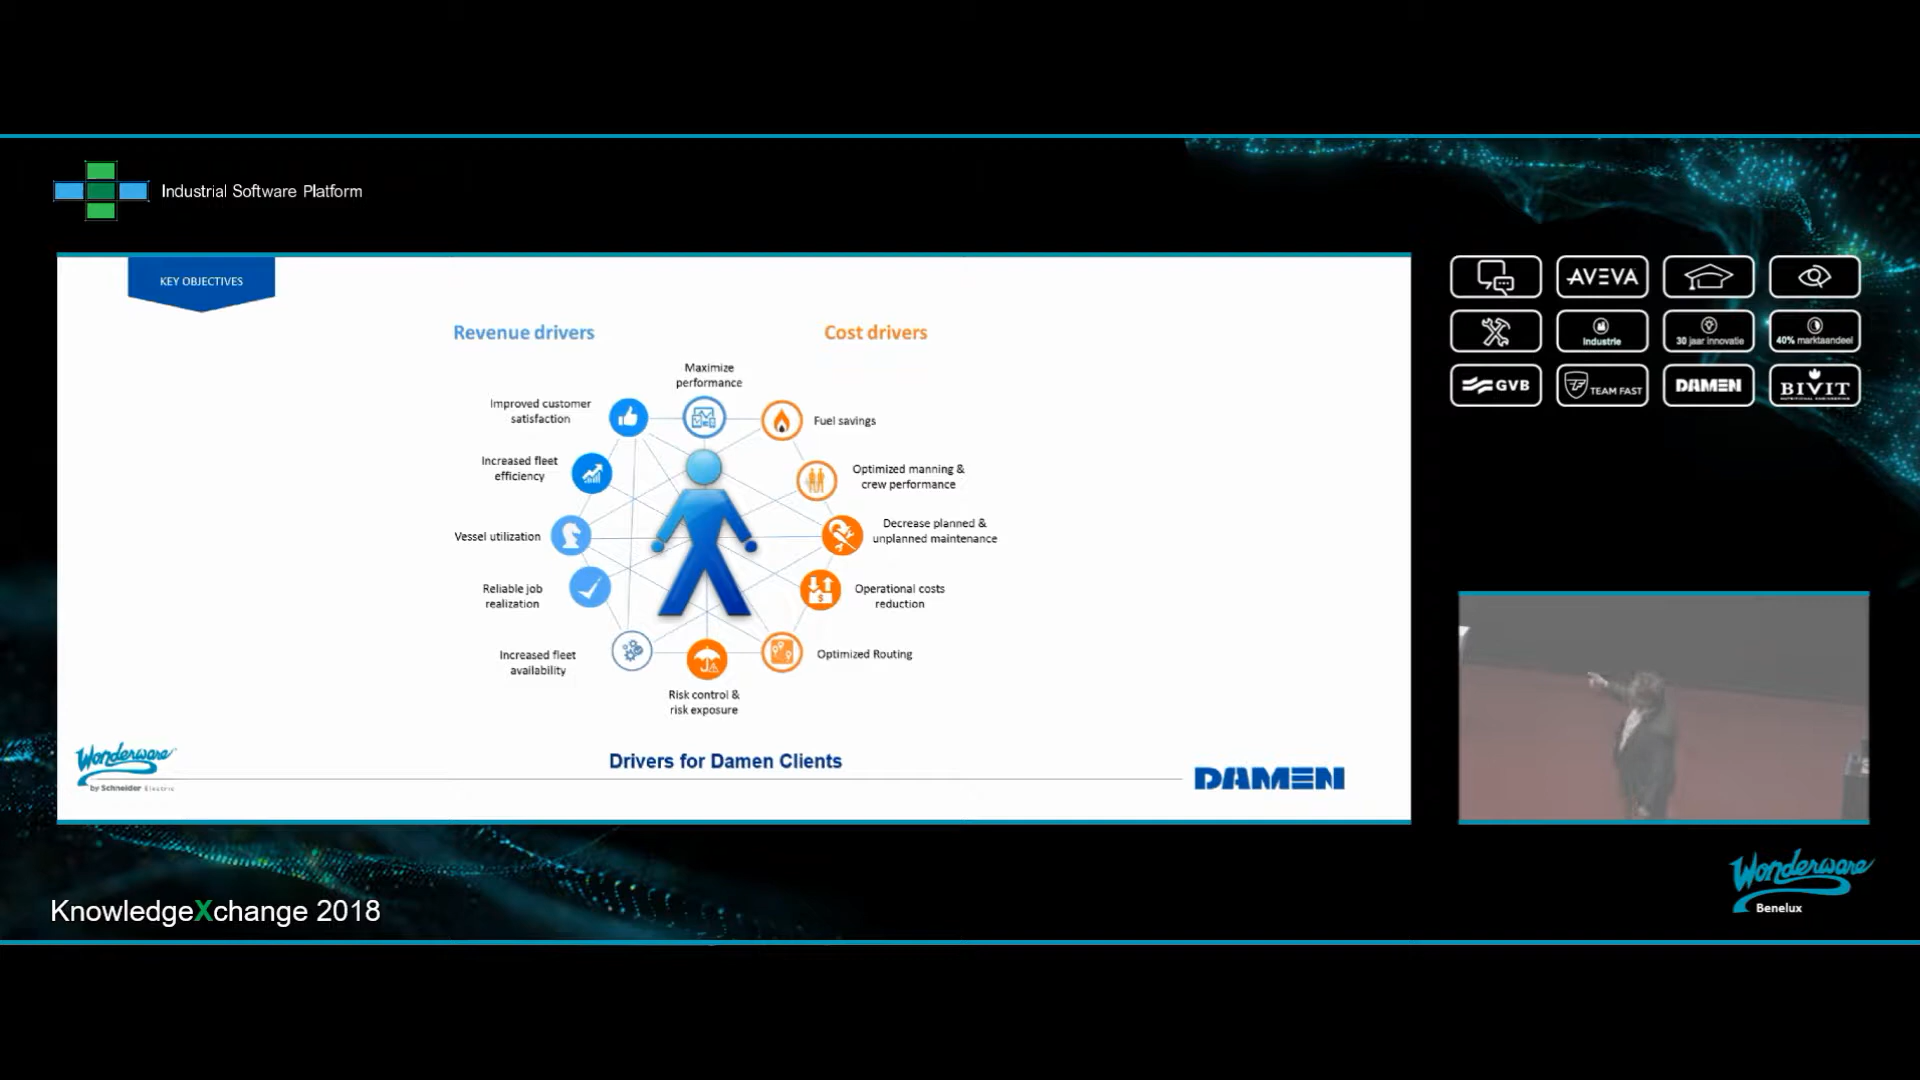 Industrial Software Platform
KEY OBJECTIVES
Revenue drivers
Cost drivers
Maximize
performance
Improved customer
satisfaction
Fuel savings
Increased fleet
efficiency
Optimized manning &
crew performance
Vessel utilization
Decrease planned &
unplanned maintenance
Reliable job
realization
Operational costs
reduction
Increased fleet
availability
Optimized Routing
Risk control &
risk exposure
Wonderware
by Schneider Electric
Drivers for Damen Clients
DAMEN
AVEVA
Industrie
30 jaar innovatie
40% marktaandeel
GVB
TEAM FAST
DAMEN
BIVIT
KnowledgeXchange 2018
Wonderware
Benelux